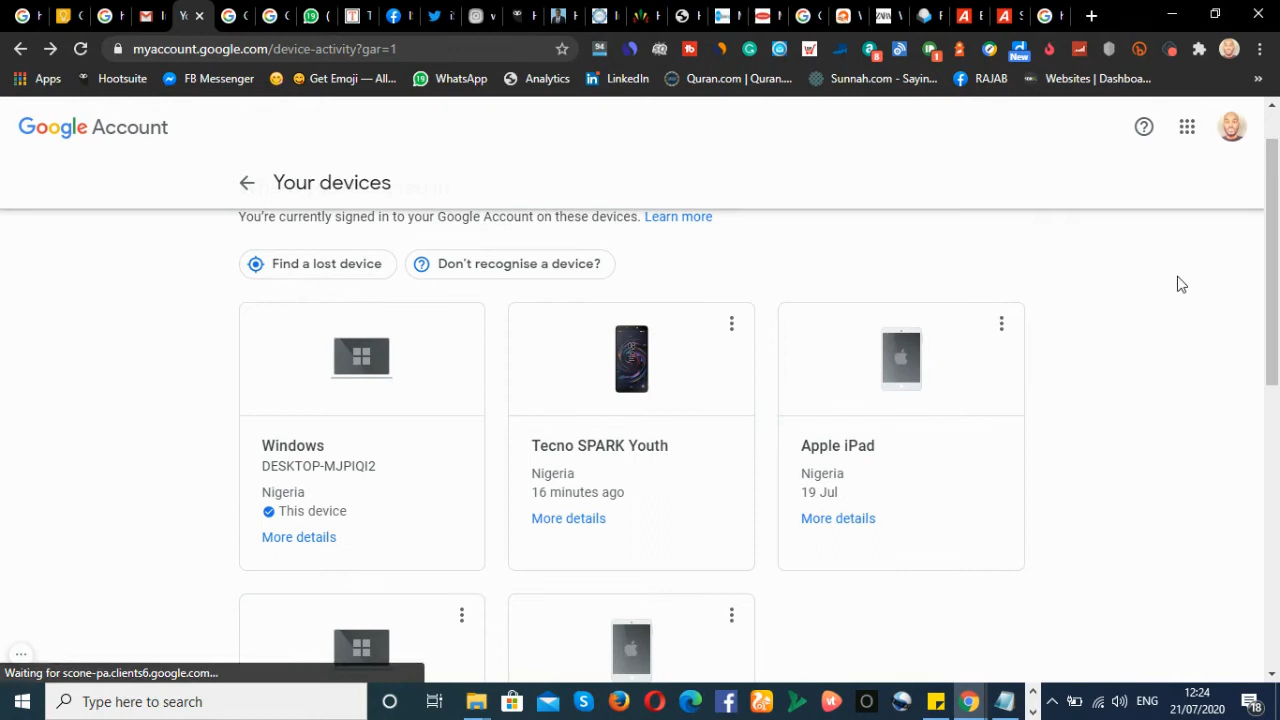 Y
G
T
myaccount.google.com/device-activity?gar=1
94
8
1
New
Apps
Hootsuite
FB Messenger
Get Emoji — All...
WhatsApp
Analytics
LinkedIn
Quran.com | Quran....
Sunnah.com - Sayin...
RAJAB
Websites | Dashboa...
»
Google Account
Your devices
You're currently signed in to your Google Account on these devices. Learn more
Find a lost device
Don't recognise a device?
Windows
DESKTOP-MJPIQI2
Nigeria
This device
More details
Tecno SPARK Youth
Nigeria
16 minutes ago
More details
Apple iPad
Nigeria
19 Jul
More details
Waiting for scone-pa.clients6.google.com...
Type here to search
ENG
12:24
21/07/2020
18